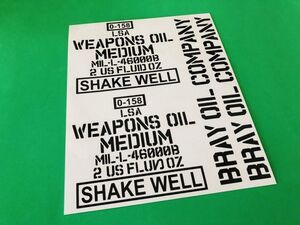 0-158
LSA
WEAPONS OIL
MEDIUM
MIL-L-46000B
2 US FLUID OZ
SHAKE WELL
0-158
LSA
WEAPONS OIL
MEDIUM
MIL-L-46000B
2 US FLUID OZ
SHAKE WELL
BRAY OIL COMPANY
BRAY OIL COMPANY